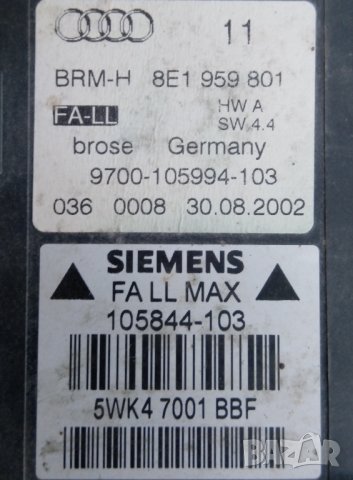 11
BRM-H 8E1 959 801
FA-LL HW A
SW 4.4
brose Germany
9700-105994-103
036 0008 30.08.2002
SIEMENS
FA LL MAX
105844-103
5WK4 7001 BBF
BAZAR